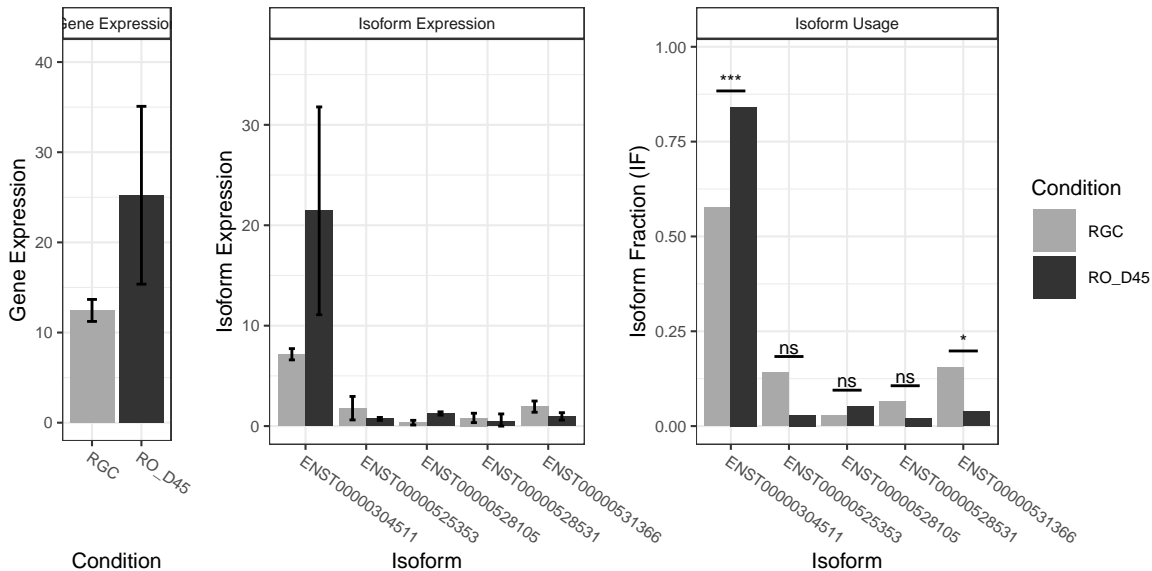 Gene Expression
Gene Expression
40
30
20
10
0
RGC
RO_D45
Condition
Isoform Expression
Isoform Expression
30
20
10
0
ENST00000304511
ENST00000525353
ENST00000528105
ENST00000528531
ENST00000531366
Isoform
Isoform Usage
Isoform Fraction (IF)
1.00
0.75
0.50
0.25
0.00
***
ns
ns
ns
*
ENST00000304511
ENST00000525353
ENST00000528105
ENST00000528531
ENST00000531366
Isoform
Condition
RGC
RO_D45